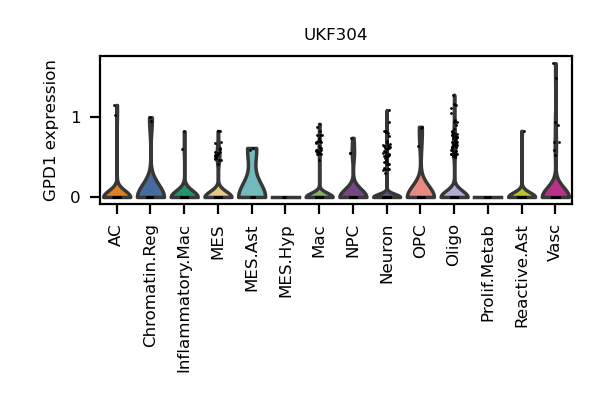 UKF304
GPD1 expression
1
0
AC
Chromatin.Reg
Inflammatory.Mac
MES
MES.Ast
MES.Hyp
Mac
NPC
Neuron
OPC
Oligo
Prolif.Metab
Reactive.Ast
Vasc